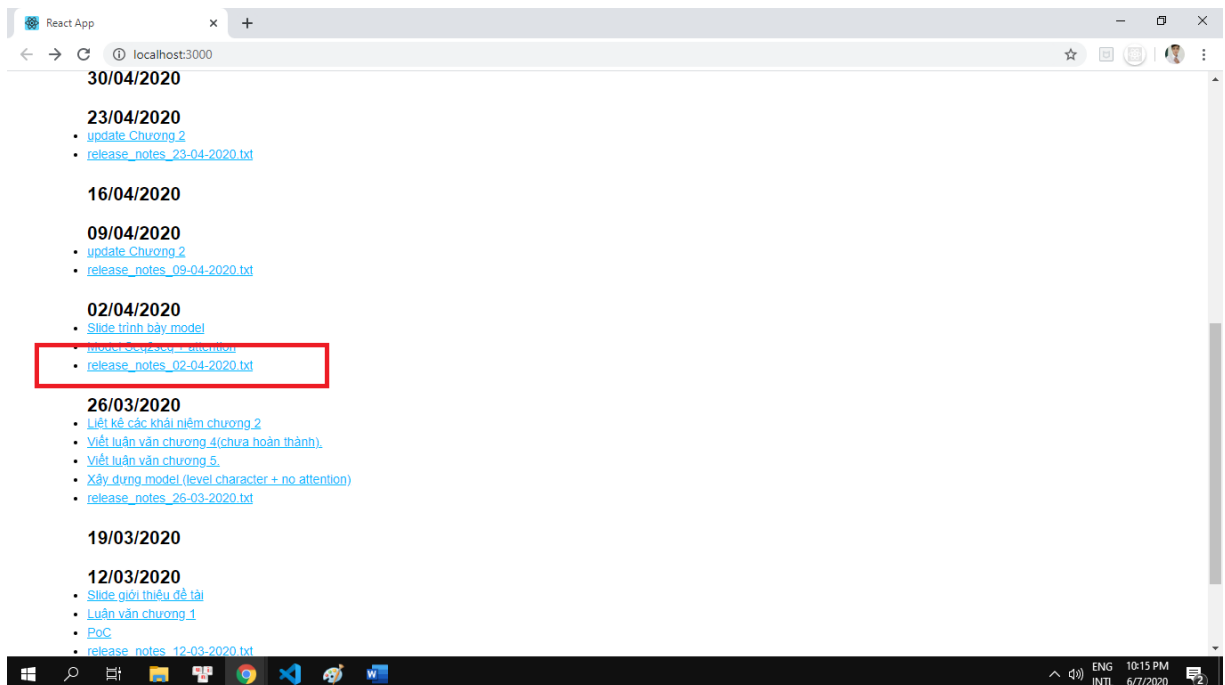 React App
localhost:3000
30/04/2020
23/04/2020
update Chương 2
release_notes_23-04-2020.txt
16/04/2020
09/04/2020
update Chương 2
release_notes_09-04-2020.txt
02/04/2020
Slide trình bày model
Model Seq2seq + attention
release_notes_02-04-2020.txt
26/03/2020
Liệt kê các khái niệm chương 2
Viết luận văn chương 4(chưa hoàn thành).
Viết luận văn chương 5.
Xây dựng model (level character + no attention)
release_notes_26-03-2020.txt
19/03/2020
12/03/2020
Slide giới thiệu đề tài
Luận văn chương 1
PoC
release_notes_12-03-2020.txt
ENG 10:15 PM
INTL 6/7/2020
2